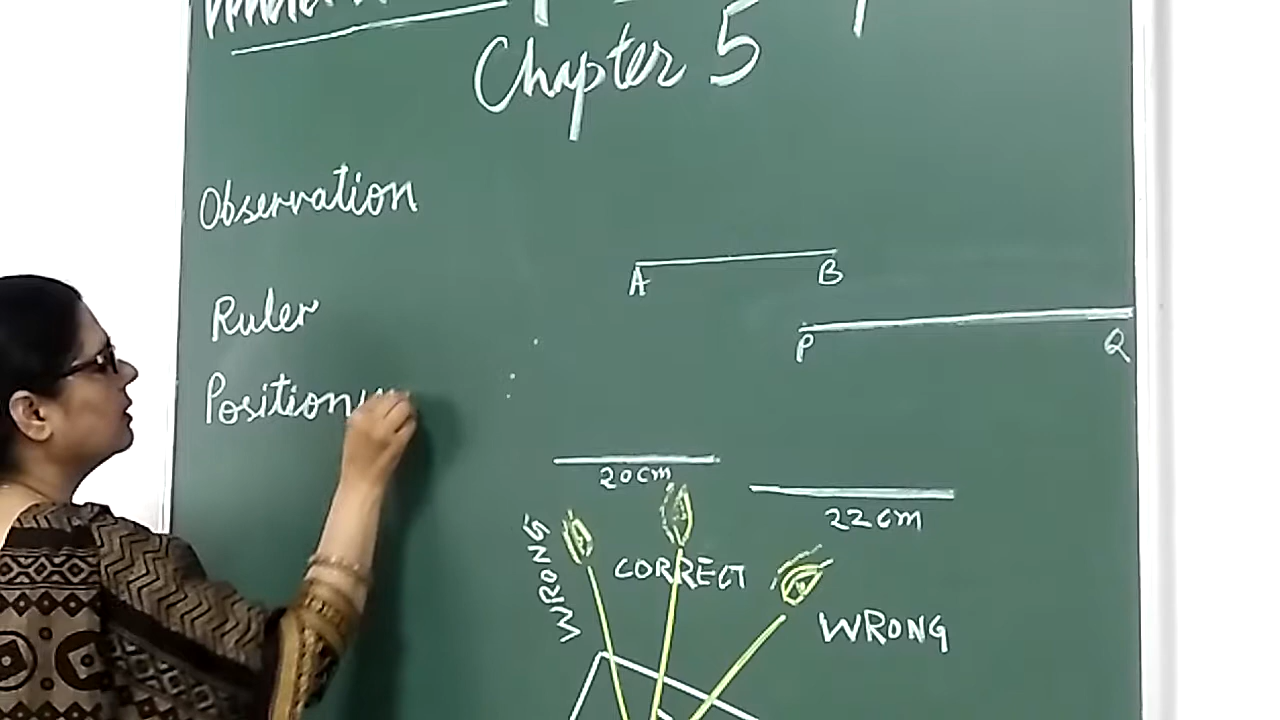 Chapter 5
Observation
A B
Ruler
P Q
Position
20cm
22cm
WRONG
CORRECT
WRONG